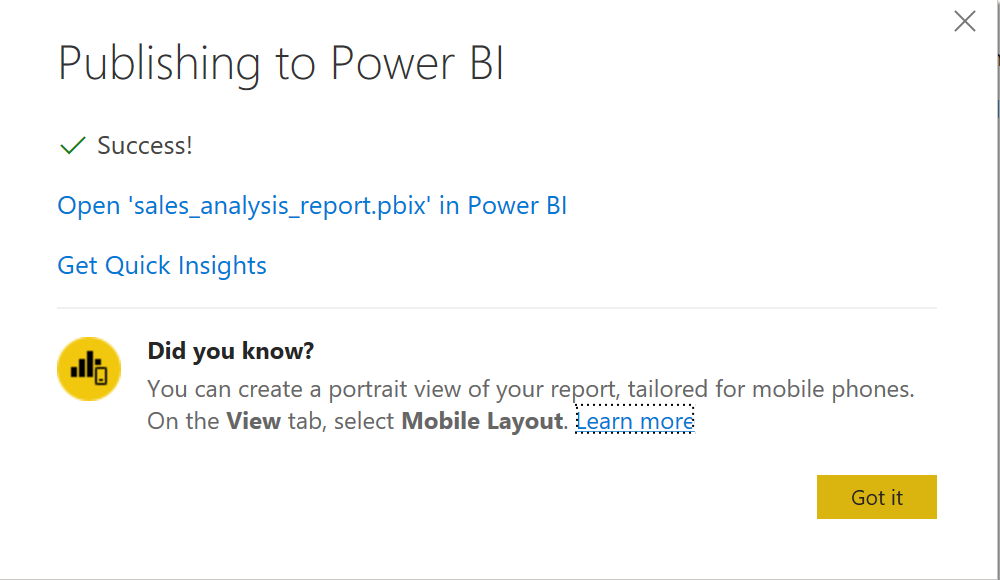 Publishing to Power BI
Success!
Open 'sales_analysis_report.pbix' in Power BI
Get Quick Insights
Did you know?
You can create a portrait view of your report, tailored for mobile phones.
On the View tab, select Mobile Layout. Learn more
Got it